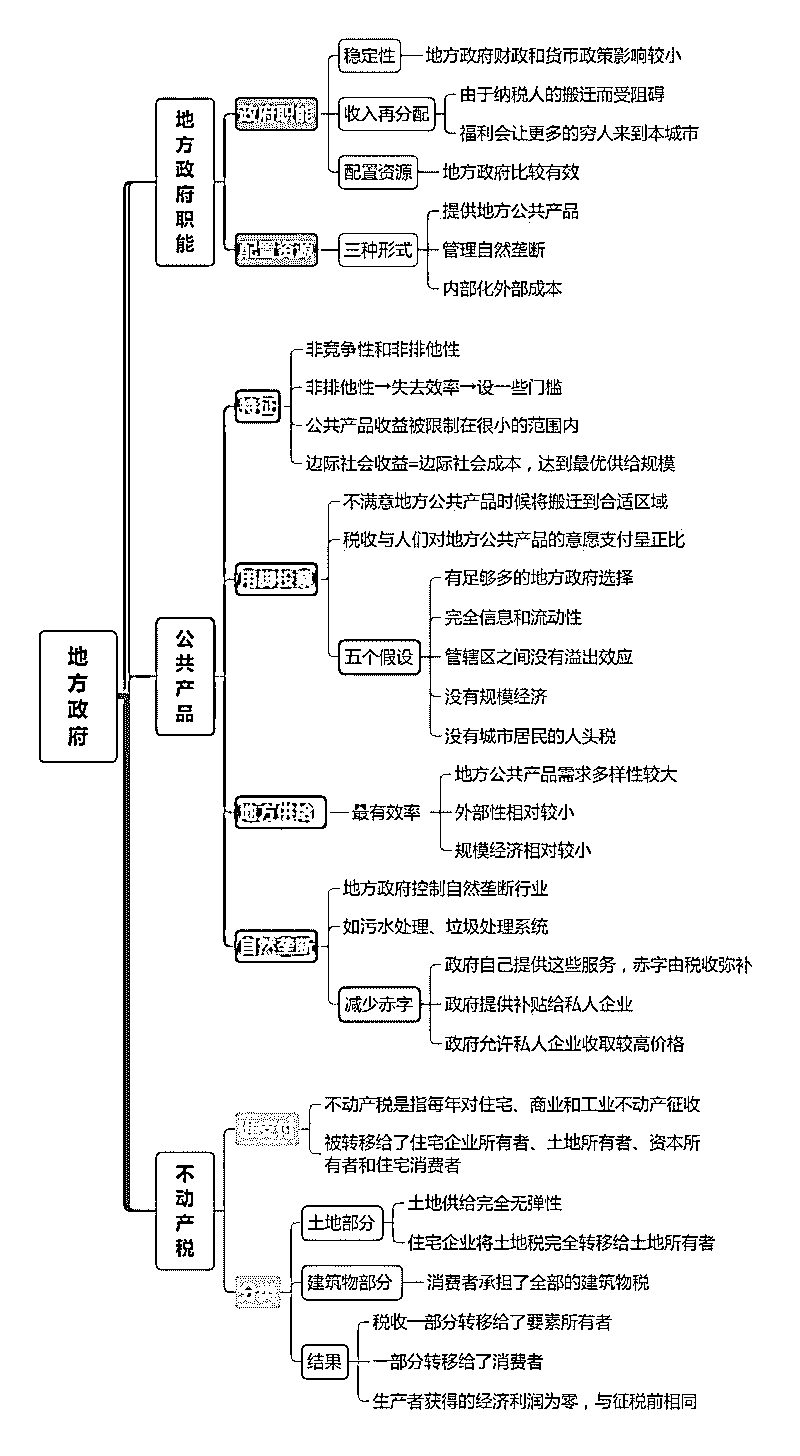 地方政府
地方政府职能
政府职能
稳定性
地方政府财政和货币政策影响较小
收入再分配
由于纳税人的搬迁而受阻碍
福利会让更多的穷人来到本城市
配置资源
地方政府比较有效
配置资源
三种形式
提供地方公共产品
管理自然垄断
内部化外部成本
公共产品
特征
非竞争性和非排他性
非排他性→失去效率→设一些门槛
公共产品收益被限制在很小的范围内
边际社会收益=边际社会成本，达到最优供给规模
用脚投票
不满意地方公共产品时候将搬迁到合适区域
税收与人们对地方公共产品的意愿支付呈正比
五个假设
有足够多的地方政府选择
完全信息和流动性
管辖区之间没有溢出效应
没有规模经济
没有城市居民的人头税
地方供给
最有效率
地方公共产品需求多样性较大
外部性相对较小
规模经济相对较小
自然垄断
地方政府控制自然垄断行业
如污水处理、垃圾处理系统
减少赤字
政府自己提供这些服务，赤字由税收弥补
政府提供补贴给私人企业
政府允许私人企业收取较高价格
不动产税
谁支付
不动产税是指每年对住宅、商业和工业不动产征收
被转移给了住宅企业所有者、土地所有者、资本所
有者和住宅消费者
土地部分
土地供给完全无弹性
住宅企业将土地税完全转移给土地所有者
建筑物部分
消费者承担了全部的建筑物税
结果
税收一部分转移给了要素所有者
一部分转移给了消费者
生产者获得的经济利润为零，与征税前相同